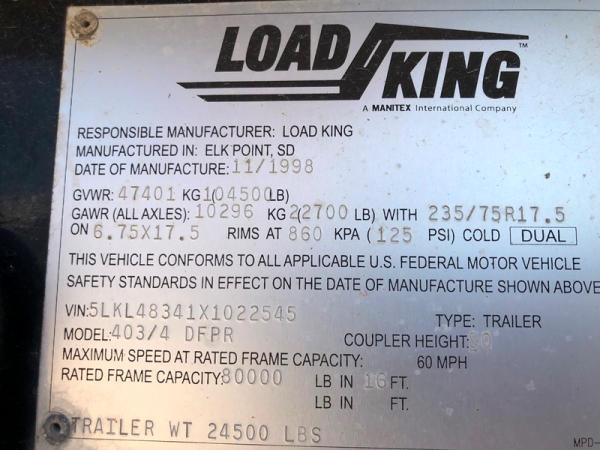 LOAD KING™
A MANITEX International Company
RESPONSIBLE MANUFACTURER: LOAD KING
MANUFACTURED IN: ELK POINT, SD
DATE OF MANUFACTURE: 11/1998
GVWR: 47401 KG(104500LB)
GAWR (ALL AXLES): 10296 KG(22700 LB) WITH 235/75R17.5
ON 6.75X17.5 RIMS AT 860 KPA (125 PSI) COLD DUAL
THIS VEHICLE CONFORMS TO ALL APPLICABLE U.S. FEDERAL MOTOR VEHICLE
SAFETY STANDARDS IN EFFECT ON THE DATE OF MANUFACTURE SHOWN ABOVE
VIN: 5LKL48341X1022545 TYPE: TRAILER
MODEL: 403/4 DFPR COUPLER HEIGHT:
MAXIMUM SPEED AT RATED FRAME CAPACITY: 60 MPH
RATED FRAME CAPACITY: 80000 LB IN 16 FT.
LB IN FT.
TRAILER WT 24500 LBS
MPD-